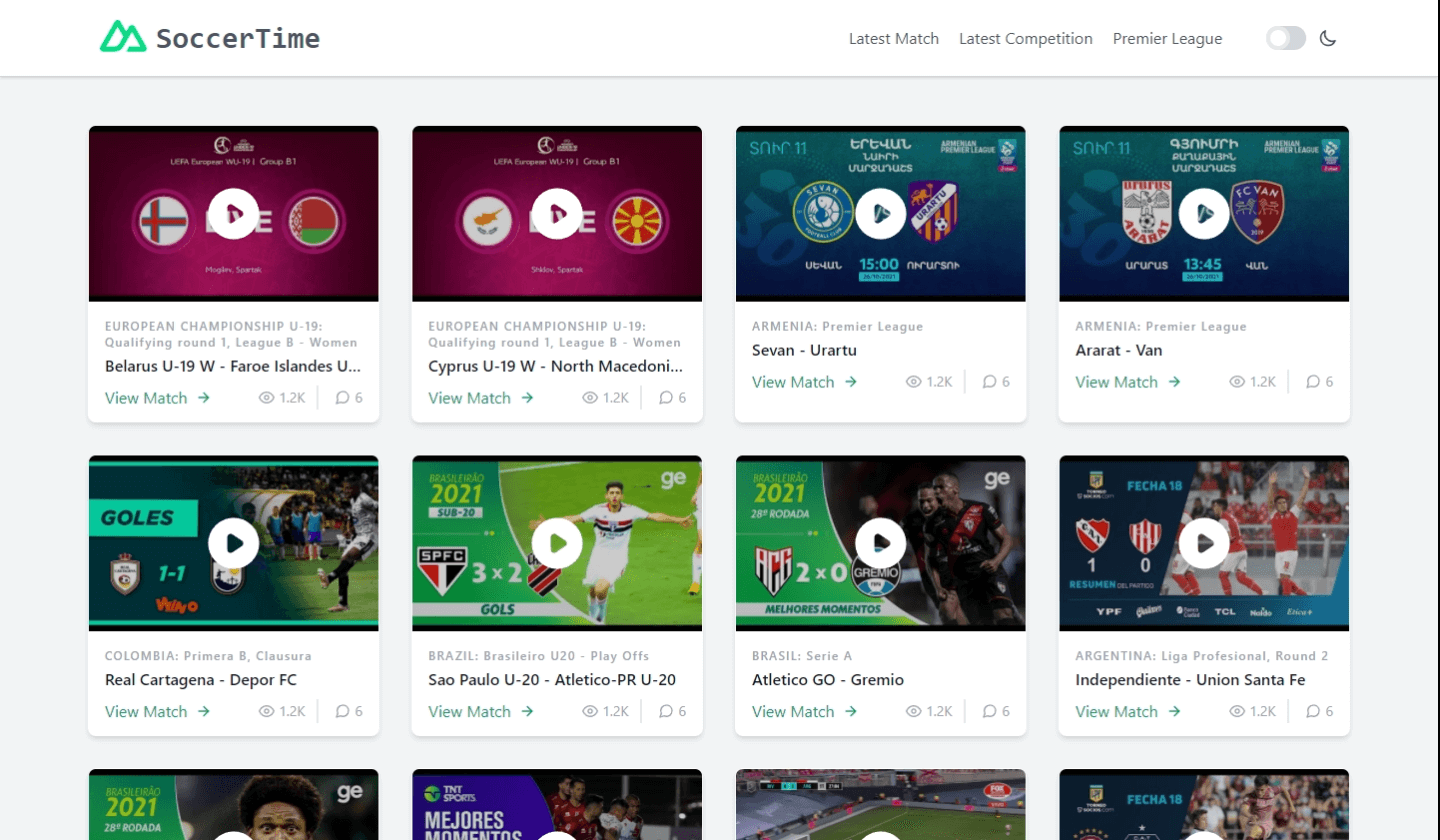 SoccerTime
Latest Match
Latest Competition
Premier League
UEFA European WU-19 | Group B1
Mogilev, Spartak
EUROPEAN CHAMPIONSHIP U-19:
Qualifying round 1, League B - Women
Belarus U-19 W - Faroe Islandes U...
View Match
1.2K
6
UEFA European WU-19 | Group B1
Shklov, Spartak
EUROPEAN CHAMPIONSHIP U-19:
Qualifying round 1, League B - Women
Cyprus U-19 W - North Macedoni...
View Match
1.2K
6
ՏՈՒՐ 11
ԵՐԵՎԱՆ
ՆԱԻՐԻ
ՄԱՐԶԱԴԱՇՏ
ARMENIAN
PREMIER LEAGUE
SEVAN
URARTU
ՍԵՎԱՆ
15:00
ՈՒՐԱՐՏՈՒ
26/10/2021
ARMENIA: Premier League
Sevan - Urartu
View Match
1.2K
6
ՏՈՒՐ 11
ԳՅՈՒՄՐԻ
ՔԱՂԱՔԱՅԻՆ
ՄԱՐԶԱԴԱՇՏ
ARMENIAN
PREMIER LEAGUE
ARARAT
FC VAN
2019
ԱՐԱՐԱՏ
13:45
ՎԱՆ
26/10/2021
ARMENIA: Premier League
Ararat - Van
View Match
1.2K
6
GOLES
1-1
WIN
COLOMBIA: Primera B, Clausura
Real Cartagena - Depor FC
View Match
1.2K
6
BRASILEIRÃO
2021
SUB-20
ge
SPFC
3 x 2
GOLS
BRAZIL: Brasileiro U20 - Play Offs
Sao Paulo U-20 - Atletico-PR U-20
View Match
1.2K
6
BRASILEIRÃO
2021
28ª RODADA
ge
2 x 0
GREMIO
MELHORES MOMENTOS
BRASIL: Serie A
Atletico GO - Gremio
View Match
1.2K
6
FECHA 18
1
0
RESUMEN DEL PARTIDO
YPF
Quilmes
TCL
Naldo
Etica+
ARGENTINA: Liga Profesional, Round 2
Independiente - Union Santa Fe
View Match
1.2K
6
BRASILEIRÃO
2021
28ª RODADA
ge
TNT
SPORTS
MEJORES
MOMENTOS
FOX
FECHA 18